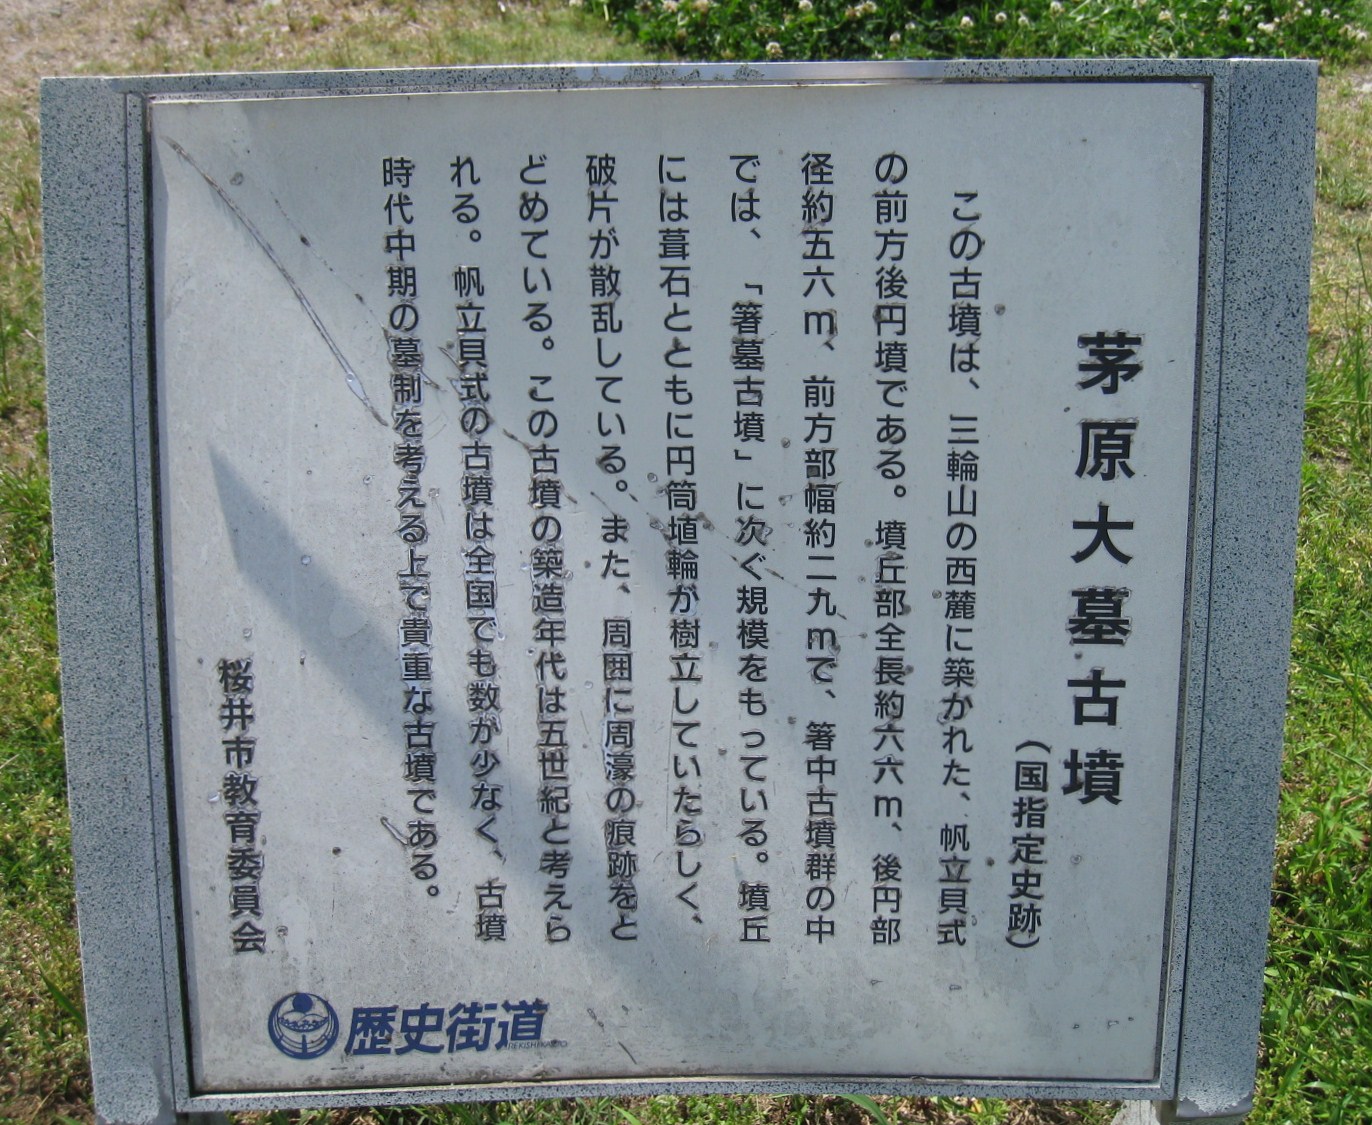 茅原大墓古墳
（国指定史跡）
この古墳は、三輪山の西麓に築かれた、帆立貝式
の前方後円墳である。墳丘部全長約六六ｍ、後円部
径約五六ｍ、前方部幅約二九ｍで、箸中古墳群の中
では、「箸墓古墳」に次ぐ規模をもっている。墳丘
には葺石とともに円筒埴輪が樹立していたらしく、
破片が散乱している。また、周囲に周濠の痕跡をと
どめている。この古墳の築造年代は五世紀と考えら
れる。帆立貝式の古墳は全国でも数が少なく、古墳
時代中期の墓制を考える上で貴重な古墳である。
桜井市教育委員会
歴史街道
REKISHI KAIDO